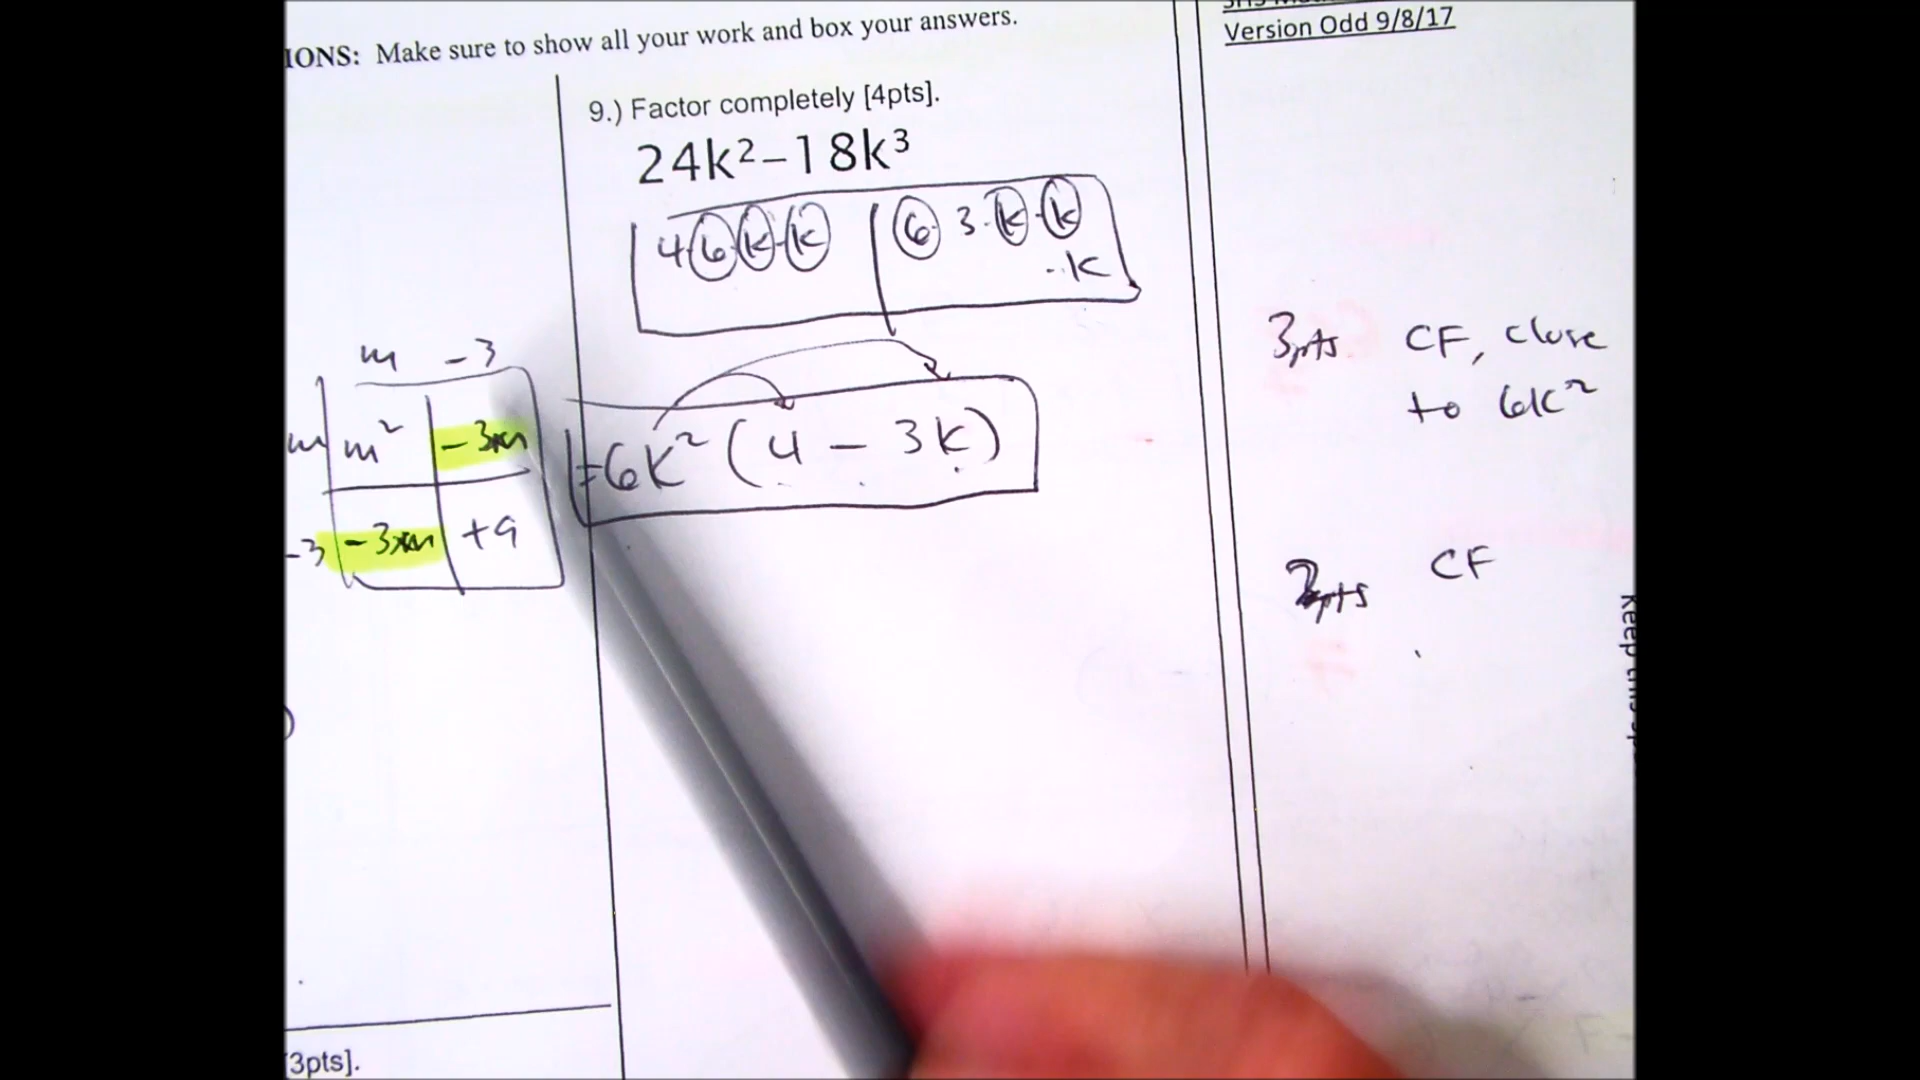 IONS: Make sure to show all your work and box your answers.
Version Odd 9/8/17
9.) Factor completely [4pts].
24k²-18k³
4·6·k·k
6·3·k·k
·k
=6k²(4 - 3k)
m -3
m m² -3m
-3 -3m +9
3pts CF, close
to 6k²
2pts CF
[3pts].